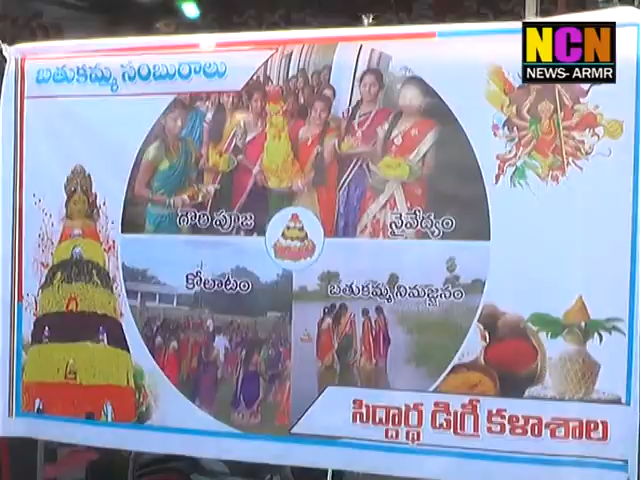 NCN
NEWS-ARMR
బతుకమ్మ సంబురాలు
గౌరి పూజ
నైవేద్యం
కోలాటం
బతుకమ్మ నిమజ్జనం
సిద్దార్థ డిగ్రీ కళాశాల